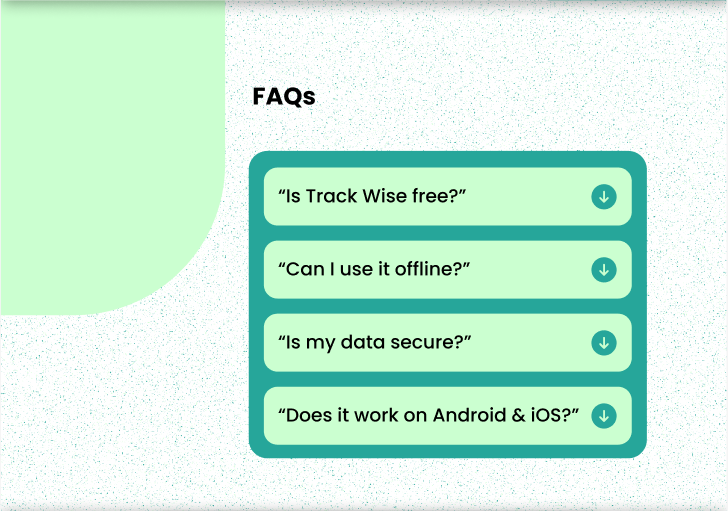 FAQs
“Is Track Wise free?”
“Can I use it offline?”
“Is my data secure?”
“Does it work on Android & iOS?”